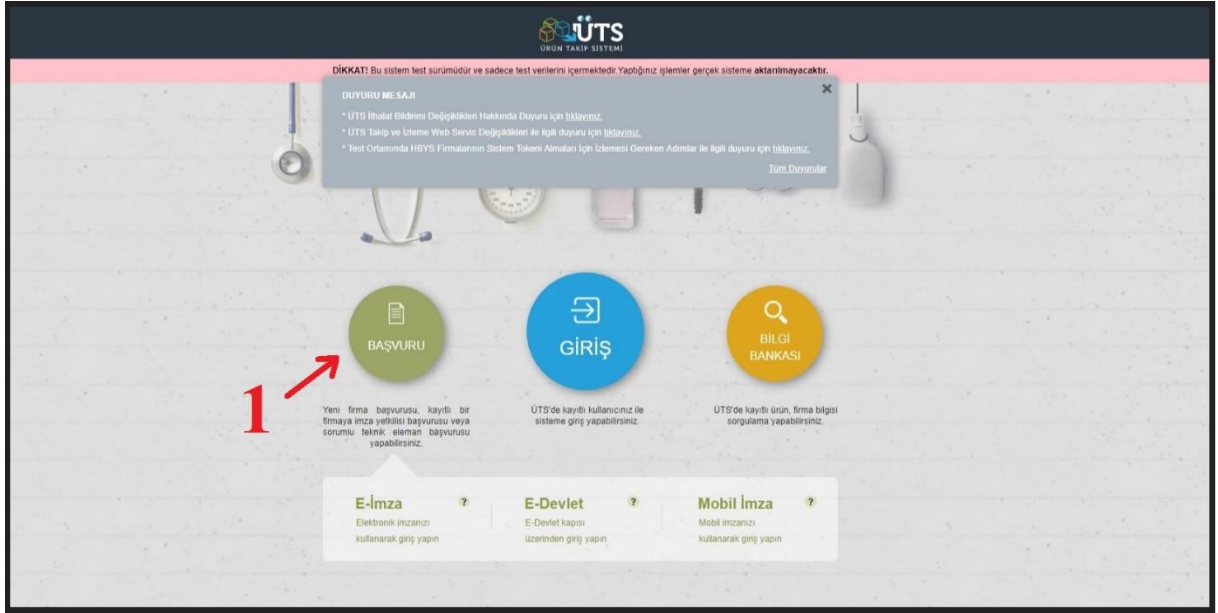 ÜTS
ÜRÜN TAKİP SİSTEMİ
DİKKAT! Bu sistem test sürümüdür ve sadece test verilerini içermektedir.Yaptığınız işlemler gerçek sisteme aktarılmayacaktır.
DUYURU MESAJI
* ÜTS İthalat Bildirimi Değişiklikleri Hakkında Duyuru için tıklayınız.
* ÜTS Takip ve İzleme Web Servis Değişiklikleri ile ilgili duyuru için tıklayınız.
* Test Ortamında HBYS Firmalarının Sistem Tokeni Almaları İçin İzlemesi Gereken Adımlar ile ilgili duyuru için tıklayınız.
Tüm Duyurular
BAŞVURU
GİRİŞ
BİLGİ
BANKASI
1
Yeni firma başvurusu, kayıtlı bir
firmaya imza yetkilisi başvurusu veya
sorumlu teknik eleman başvurusu
yapabilirsiniz.
ÜTS'de kayıtlı kullanıcınız ile
sisteme giriş yapabilirsiniz.
ÜTS'de kayıtlı ürün, firma bilgisi
sorgulama yapabilirsiniz.
E-İmza ?
Elektronik imzanızı
kullanarak giriş yapın
E-Devlet ?
E-Devlet kapısı
üzerinden giriş yapın
Mobil İmza ?
Mobil imzanızı
kullanarak giriş yapın